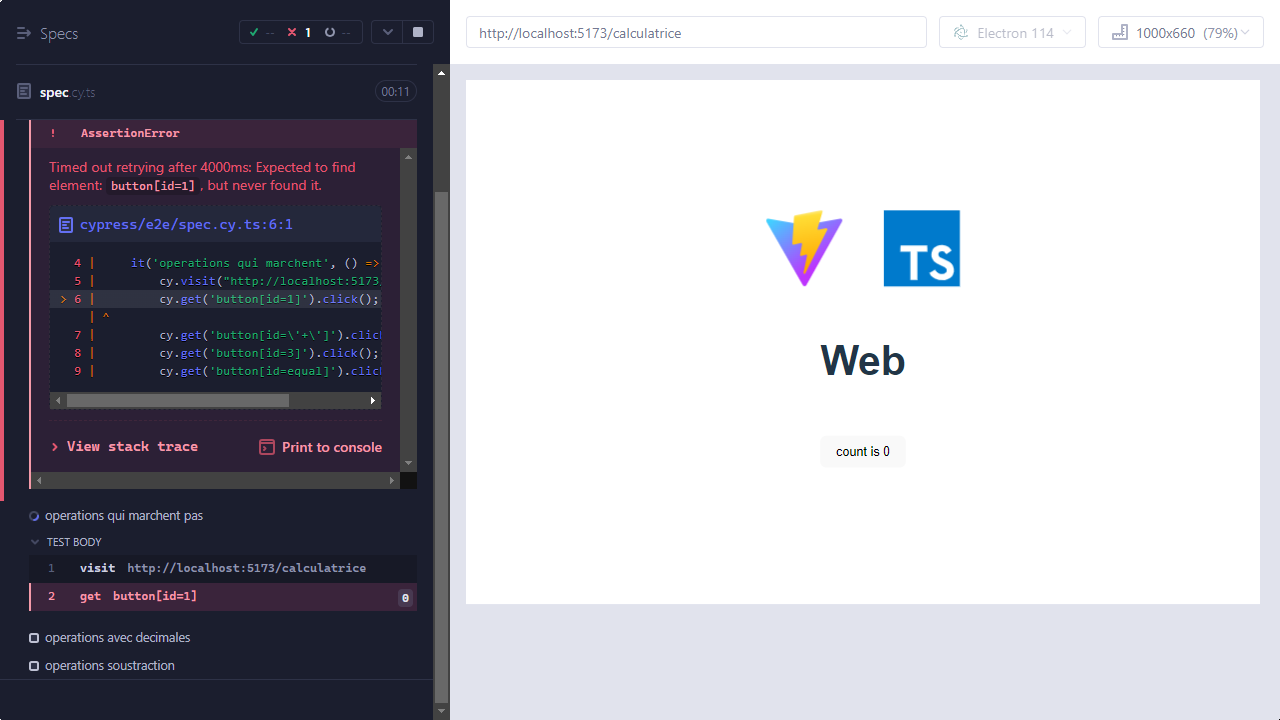 Specs
-- 1 --
http://localhost:5173/calculatrice
Electron 114
1000x660 (79%)
spec.cy.ts
00:11
! AssertionError
Timed out retrying after 4000ms: Expected to find
element: button[id=1], but never found it.
cypress/e2e/spec.cy.ts:6:1
4 | it('operations qui marchent', () =>
5 | cy.visit("http://localhost:5173/
> 6 | cy.get('button[id=1]').click();
| ^
7 | cy.get('button[id=\'+\']').click
8 | cy.get('button[id=3]').click();
9 | cy.get('button[id=equal]').click
> View stack trace
Print to console
operations qui marchent pas
TEST BODY
1 visit http://localhost:5173/calculatrice
2 get button[id=1] 0
operations avec decimales
operations soustraction
TS
Web
count is 0